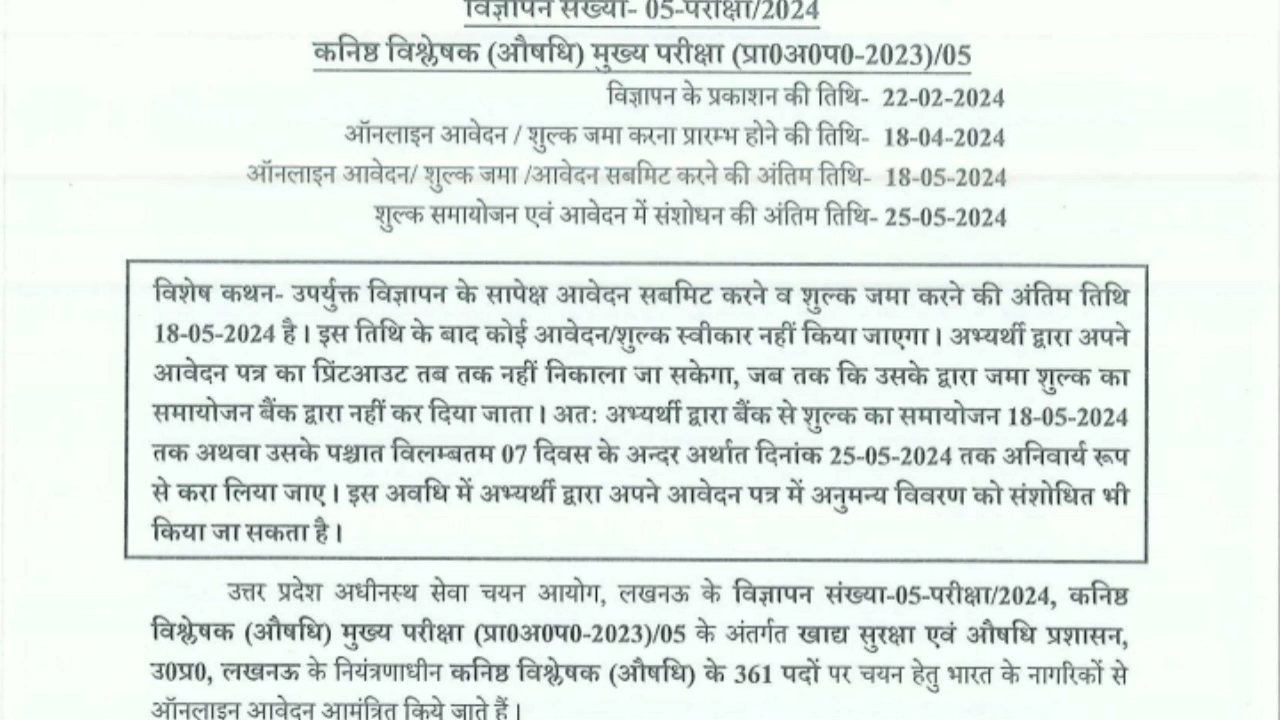 विज्ञापन संख्या- 05-परीक्षा/2024
कनिष्ठ विश्लेषक (औषधि) मुख्य परीक्षा (प्रा0अ0प0-2023)/05
विज्ञापन के प्रकाशन की तिथि- 22-02-2024
ऑनलाइन आवेदन / शुल्क जमा करना प्रारम्भ होने की तिथि- 18-04-2024
ऑनलाइन आवेदन/ शुल्क जमा /आवेदन सबमिट करने की अंतिम तिथि- 18-05-2024
शुल्क समायोजन एवं आवेदन में संशोधन की अंतिम तिथि- 25-05-2024
विशेष कथन- उपर्युक्त विज्ञापन के सापेक्ष आवेदन सबमिट करने व शुल्क जमा करने की अंतिम तिथि
18-05-2024 है। इस तिथि के बाद कोई आवेदन/शुल्क स्वीकार नहीं किया जाएगा। अभ्यर्थी द्वारा अपने
आवेदन पत्र का प्रिंटआउट तब तक नहीं निकाला जा सकेगा, जब तक कि उसके द्वारा जमा शुल्क का
समायोजन बैंक द्वारा नहीं कर दिया जाता। अतः अभ्यर्थी द्वारा बैंक से शुल्क का समायोजन 18-05-2024
तक अथवा उसके पश्चात विलम्बतम 07 दिवस के अन्दर अर्थात दिनांक 25-05-2024 तक अनिवार्य रूप
से करा लिया जाए। इस अवधि में अभ्यर्थी द्वारा अपने आवेदन पत्र में अनुमन्य विवरण को संशोधित भी
किया जा सकता है।
उत्तर प्रदेश अधीनस्थ सेवा चयन आयोग, लखनऊ के विज्ञापन संख्या-05-परीक्षा/2024, कनिष्ठ
विश्लेषक (औषधि) मुख्य परीक्षा (प्रा0अ0प0-2023)/05 के अंतर्गत खाद्य सुरक्षा एवं औषधि प्रशासन,
उ0प्र0, लखनऊ के नियंत्रणाधीन कनिष्ठ विश्लेषक (औषधि) के 361 पदों पर चयन हेतु भारत के नागरिकों से
ऑनलाइन आवेदन आमंत्रित किये जाते हैं।